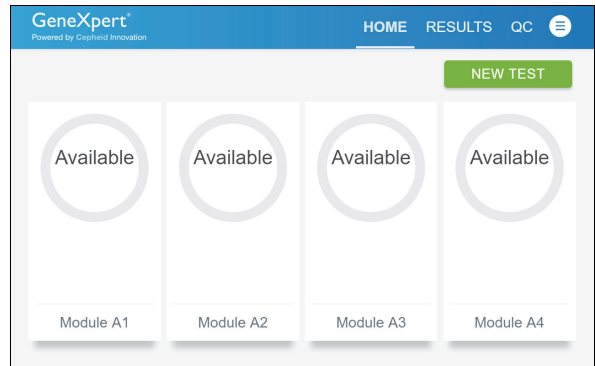 GeneXpert®
Powered by Cepheid Innovation
HOME RESULTS QC
NEW TEST
Available Available Available Available
Module A1 Module A2 Module A3 Module A4